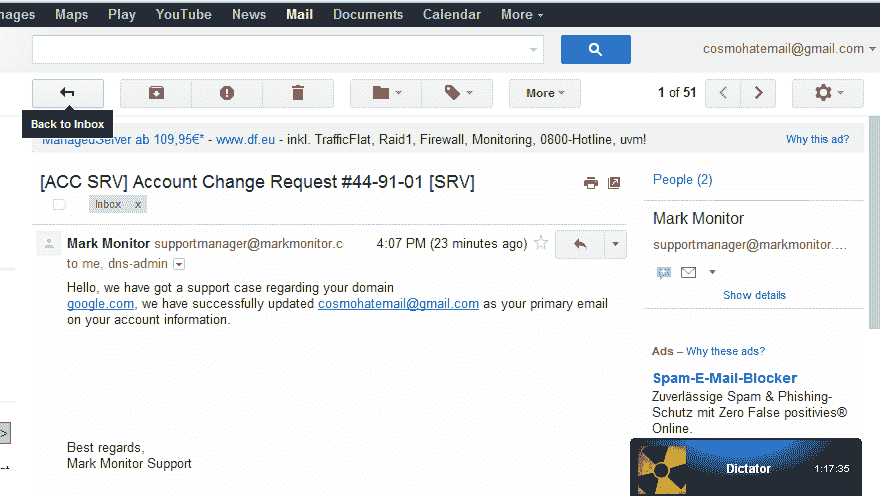 Maps Play YouTube News Mail Documents Calendar More
cosmohatemail@gmail.com
More
1 of 51
Back to Inbox
ManagedServer ab 109,95€* - www.df.eu - inkl. TrafficFlat, Raid1, Firewall, Monitoring, 0800-Hotline, uvm!
Why this ad?
[ACC SRV] Account Change Request #44-91-01 [SRV]
Inbox x
Mark Monitor supportmanager@markmonitor.c
4:07 PM (23 minutes ago)
to me, dns-admin
Hello, we have got a support case regarding your domain
google.com, we have successfully updated cosmohatemail@gmail.com as your primary email
on your account information.
Best regards,
Mark Monitor Support
People (2)
Mark Monitor
supportmanager@markmonitor....
Show details
Ads – Why these ads?
Spam-E-Mail-Blocker
Zuverlässige Spam & Phishing-
Schutz mit Zero False positivies®
Online.
Dictator 1:17:35